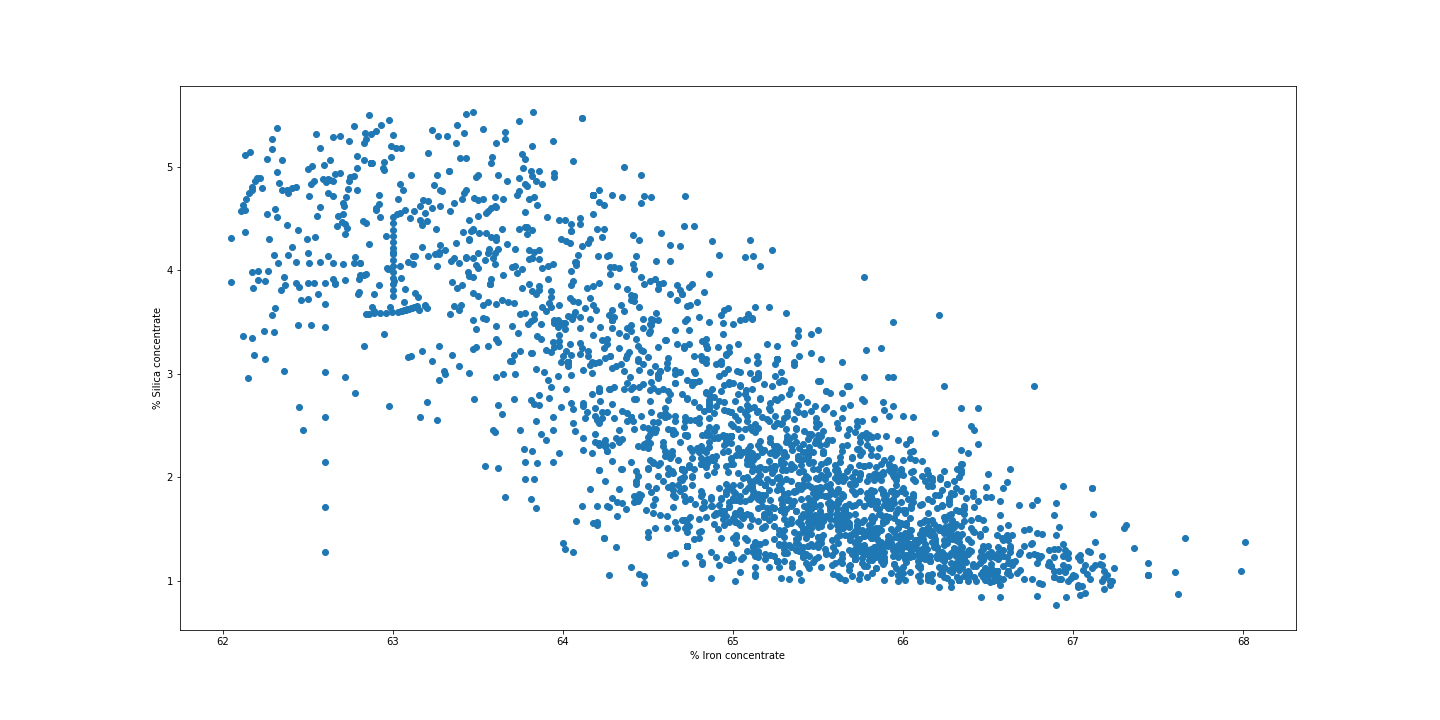 5
4
3
2
1
% Silica concentrate
62 63 64 65 66 67 68
% Iron concentrate